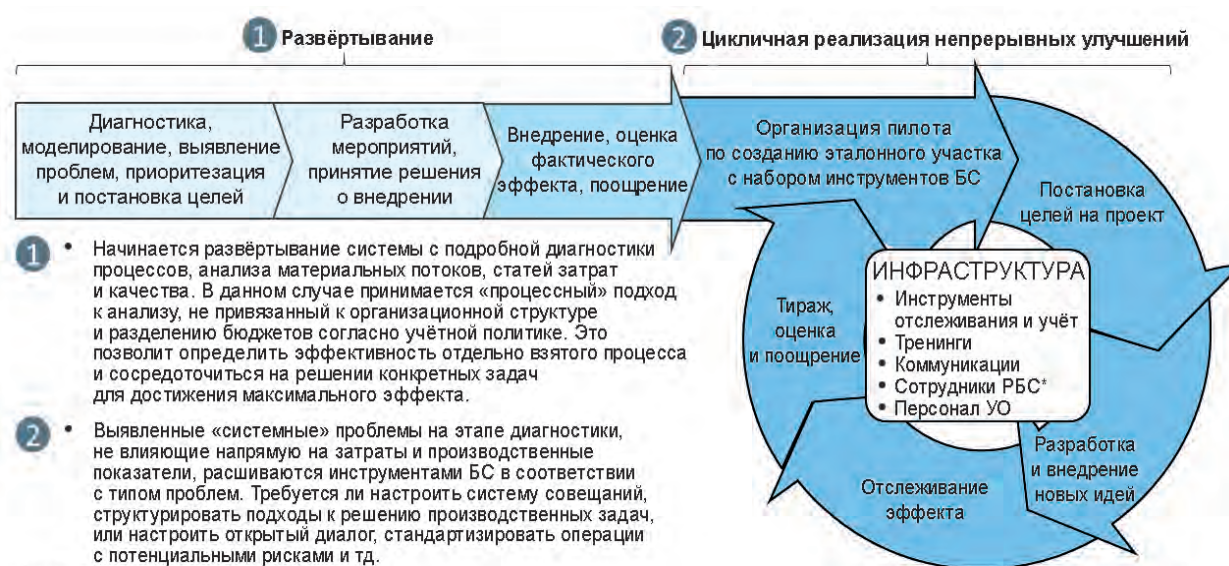 1 Развёртывание
2 Цикличная реализация непрерывных улучшений
Диагностика,
моделирование, выявление
проблем, приоритезация
и постановка целей
Разработка
мероприятий,
принятие решения
о внедрении
Внедрение, оценка
фактического
эффекта, поощрение
Организация пилота
по созданию эталонного участка
с набором инструментов БС
Постановка
целей на проект
Разработка
и внедрение
новых идей
Отслеживание
эффекта
Тираж,
оценка
и поощрение
ИНФРАСТРУКТУРА
• Инструменты
отслеживания и учёт
• Тренинги
• Коммуникации
• Сотрудники РБС*
• Персонал УО
1 • Начинается развёртывание системы с подробной диагностики
процессов, анализа материальных потоков, статей затрат
и качества. В данном случае принимается «процессный» подход
к анализу, не привязанный к организационной структуре
и разделению бюджетов согласно учётной политике. Это
позволит определить эффективность отдельно взятого процесса
и сосредоточиться на решении конкретных задач
для достижения максимального эффекта.
2 • Выявленные «системные» проблемы на этапе диагностики,
не влияющие напрямую на затраты и производственные
показатели, расшиваются инструментами БС в соответствии
с типом проблем. Требуется ли настроить систему совещаний,
структурировать подходы к решению производственных задач,
или настроить открытый диалог, стандартизировать операции
с потенциальными рисками и тд.